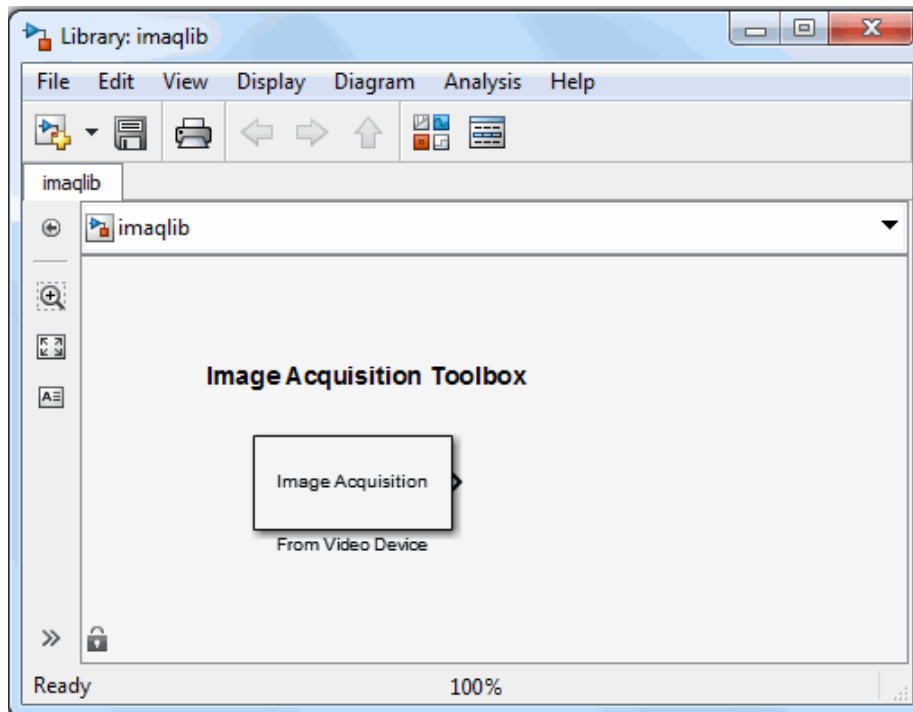 Library: imaqlib
File Edit View Display Diagram Analysis Help
imaqlib
imaqlib
Image Acquisition Toolbox
Image Acquisition
From Video Device
Ready 100%